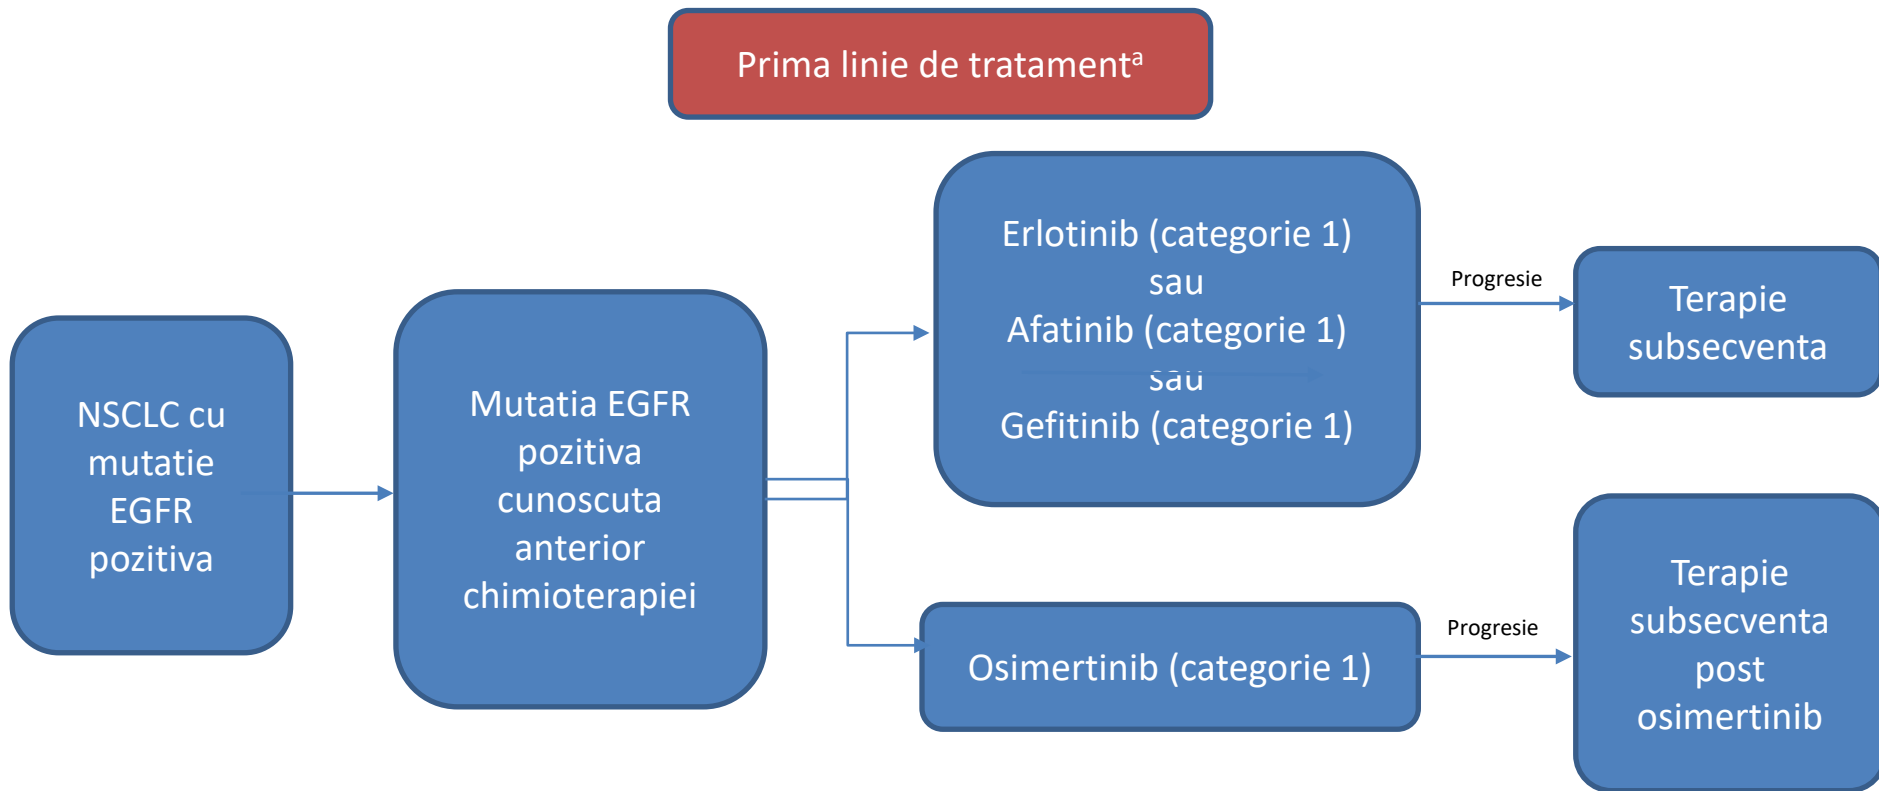 Prima linie de tratamentᵃ
NSCLC cu
mutatie
EGFR
pozitiva
Mutatia EGFR
pozitiva
cunoscuta
anterior
chimioterapiei
Erlotinib (categorie 1)
sau
Afatinib (categorie 1)
sau
Gefitinib (categorie 1)
Progresie
Terapie
subsecventa
Osimertinib (categorie 1)
Progresie
Terapie
subsecventa
post
osimertinib